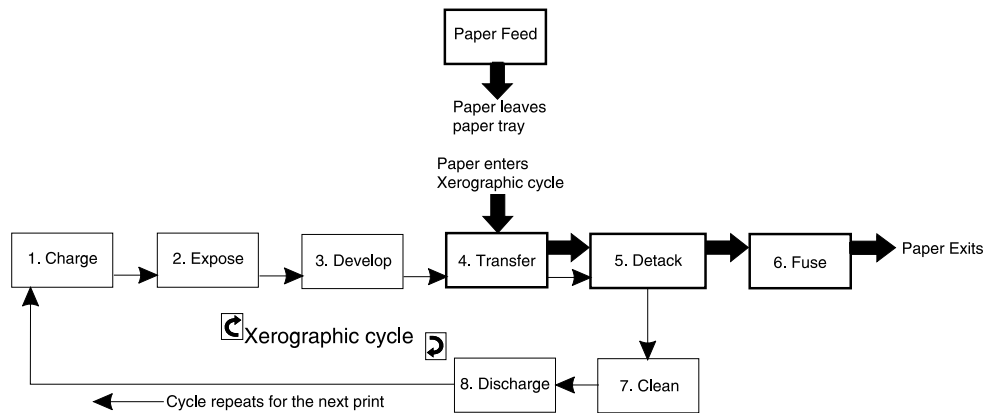 Paper Feed
Paper leaves
paper tray
Paper enters
Xerographic cycle
1. Charge
2. Expose
3. Develop
4. Transfer
5. Detack
6. Fuse
Paper Exits
Xerographic cycle
8. Discharge
7. Clean
Cycle repeats for the next print